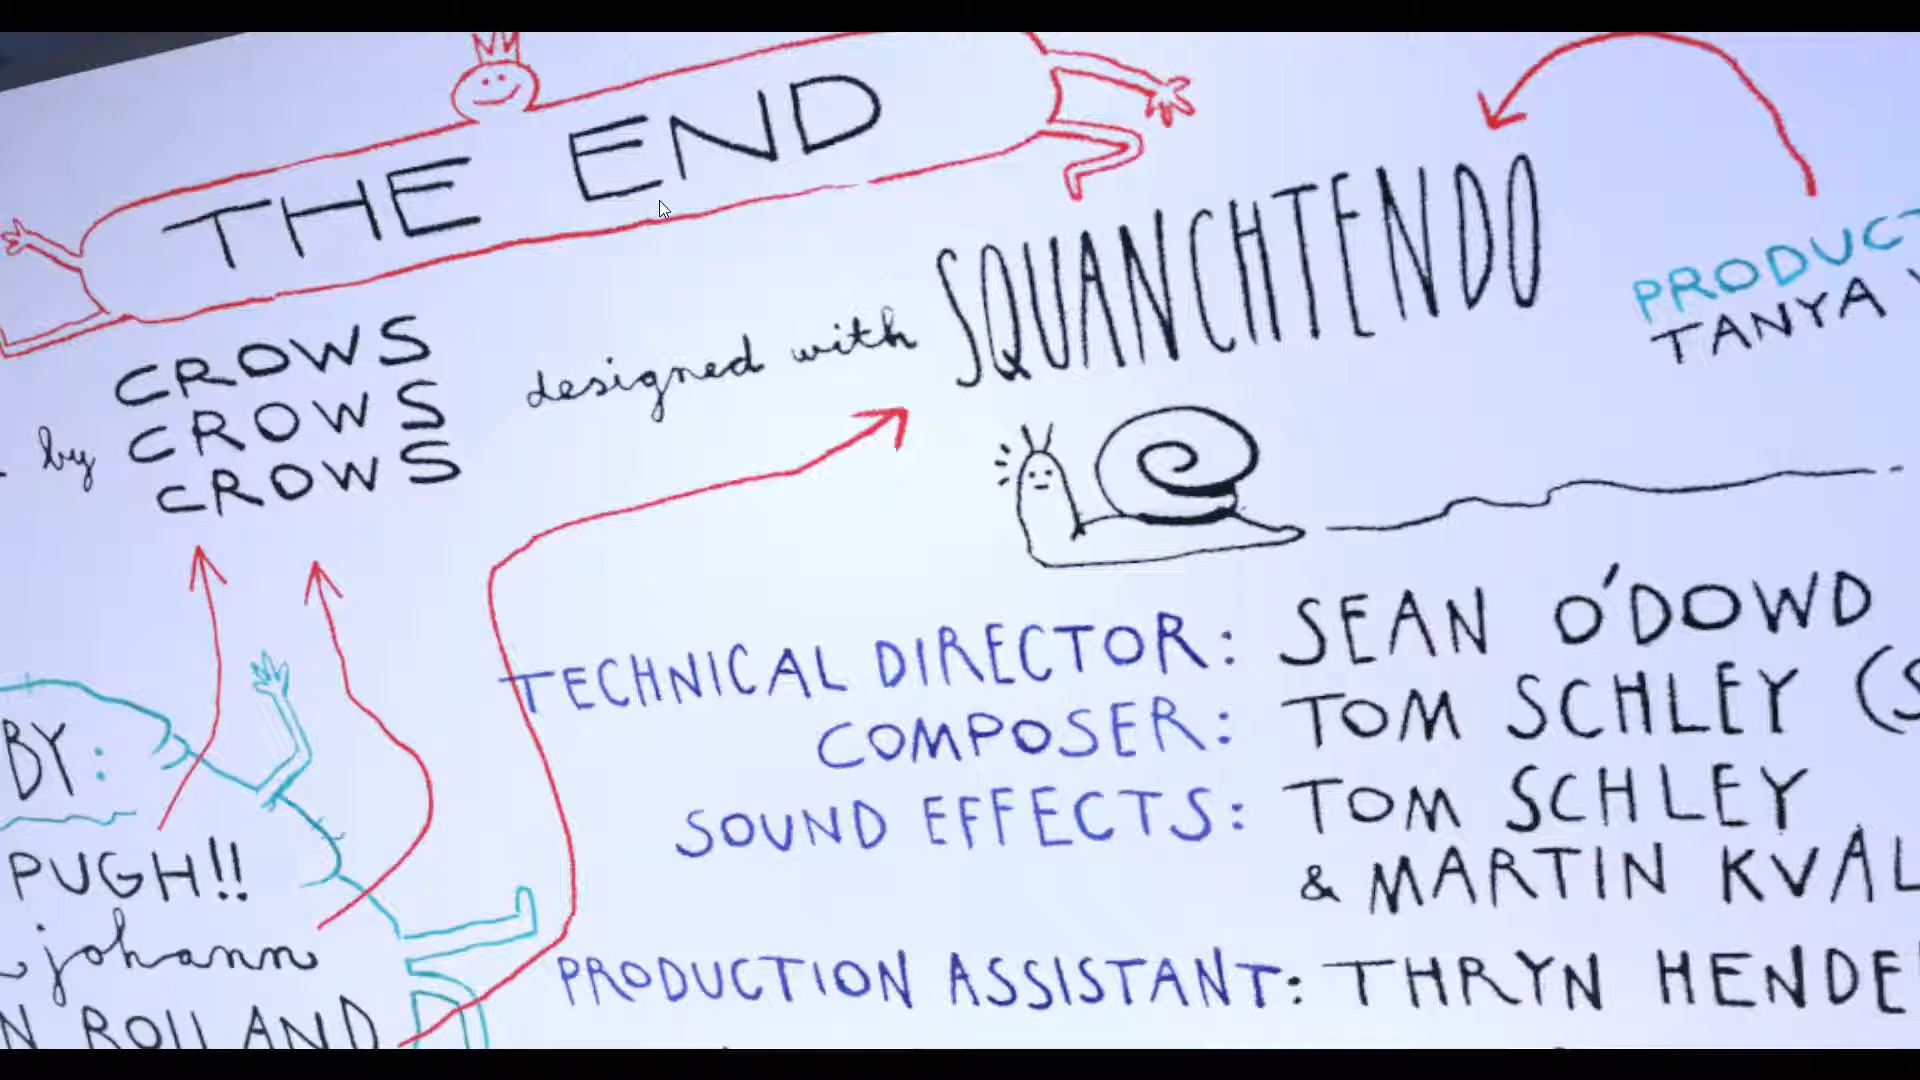 THE END
CROWS
CROWS
by CROWS
designed with SQUANCHTENDO
PRODUCT
TANYA
TECHNICAL DIRECTOR: SEAN O'DOWD
COMPOSER: TOM SCHLEY (S
SOUND EFFECTS: TOM SCHLEY
& MARTIN KVAL
PRODUCTION ASSISTANT: THRYN HENDE
BY:
PUGH!!
johann
N ROLLAND